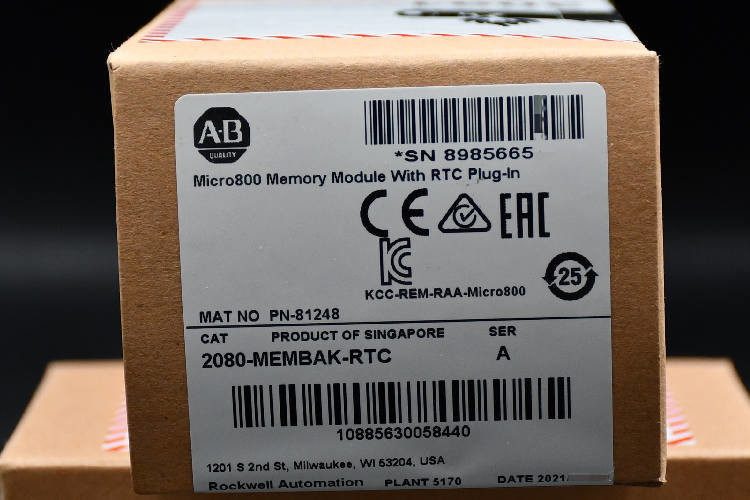 A-B
QUALITY
*SN 8985665
Micro800 Memory Module With RTC Plug-In
CE
EAC
KC
25
KCC-REM-RAA-Micro800
MAT NO PN-81248
CAT PRODUCT OF SINGAPORE SER
2080-MEMBAK-RTC A
10885630058440
1201 S 2nd St, Milwaukee, WI 53204, USA
Rockwell Automation PLANT 5170 DATE 2021/